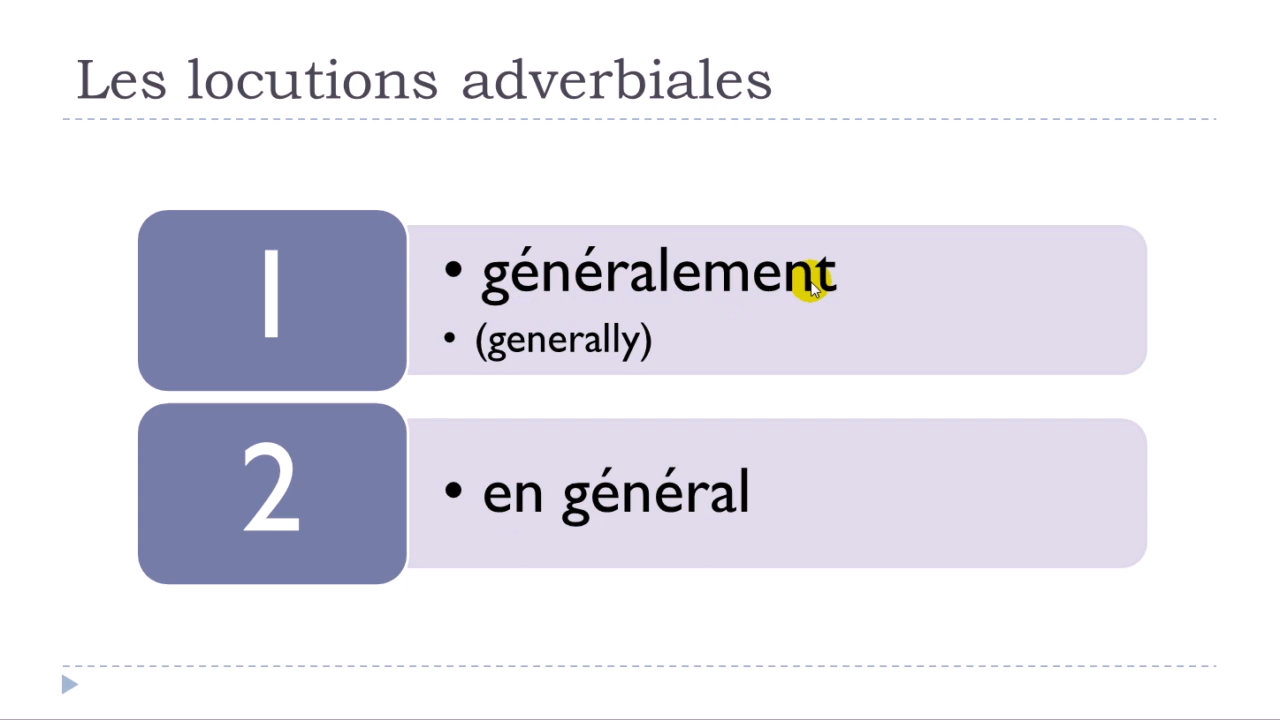 Les locutions adverbiales
1
• généralement
• (generally)
2
• en général